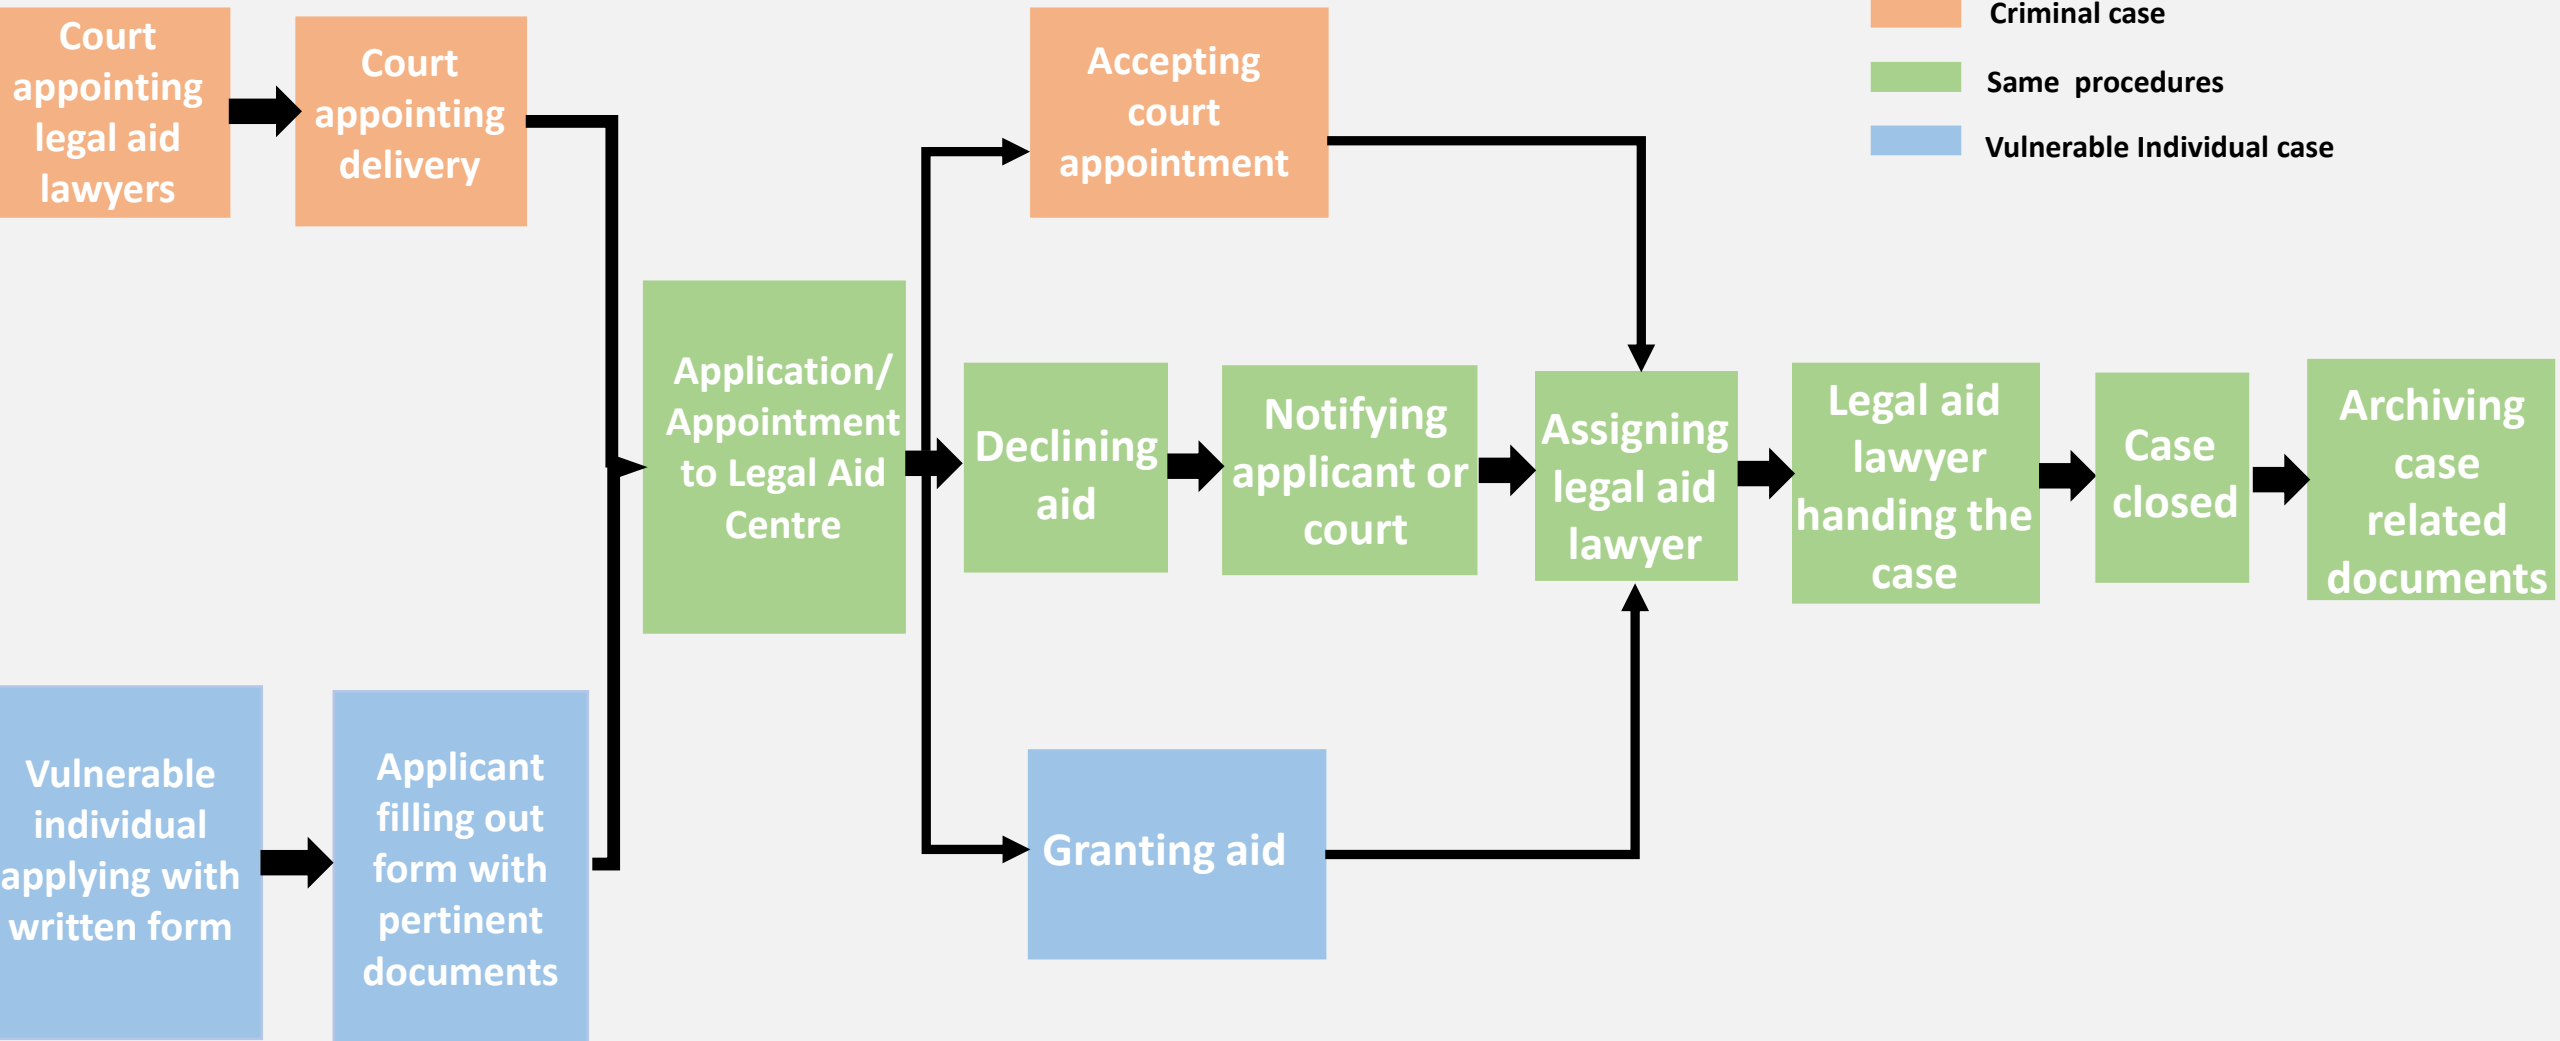 Court
appointing
legal aid
lawyers
Court
appointing
delivery
Accepting
court
appointment
Criminal case
Same procedures
Vulnerable Individual case
Application/
Appointment
to Legal Aid
Centre
Declining
aid
Notifying
applicant or
court
Assigning
legal aid
lawyer
Legal aid
lawyer
handing the
case
Case
closed
Archiving
case
related
documents
Vulnerable
individual
applying with
written form
Applicant
filling out
form with
pertinent
documents
Granting aid